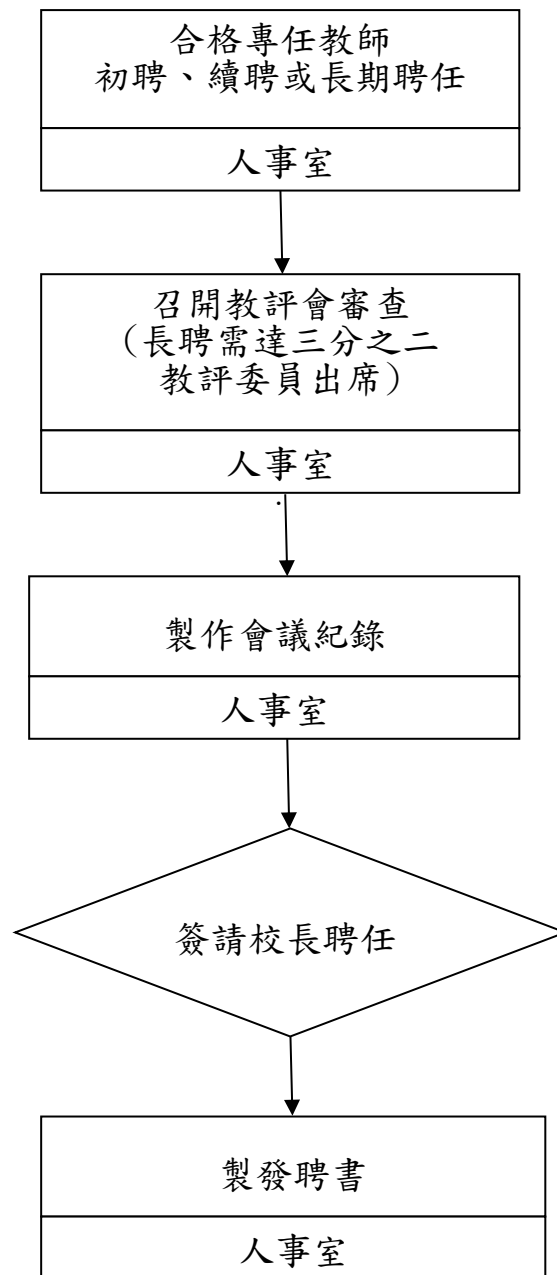 合格專任教師
初聘、續聘或長期聘任
人事室
召開教評會審查
（長聘需達三分之二
教評委員出席）
人事室
.
製作會議紀錄
人事室
簽請校長聘任
製發聘書
人事室